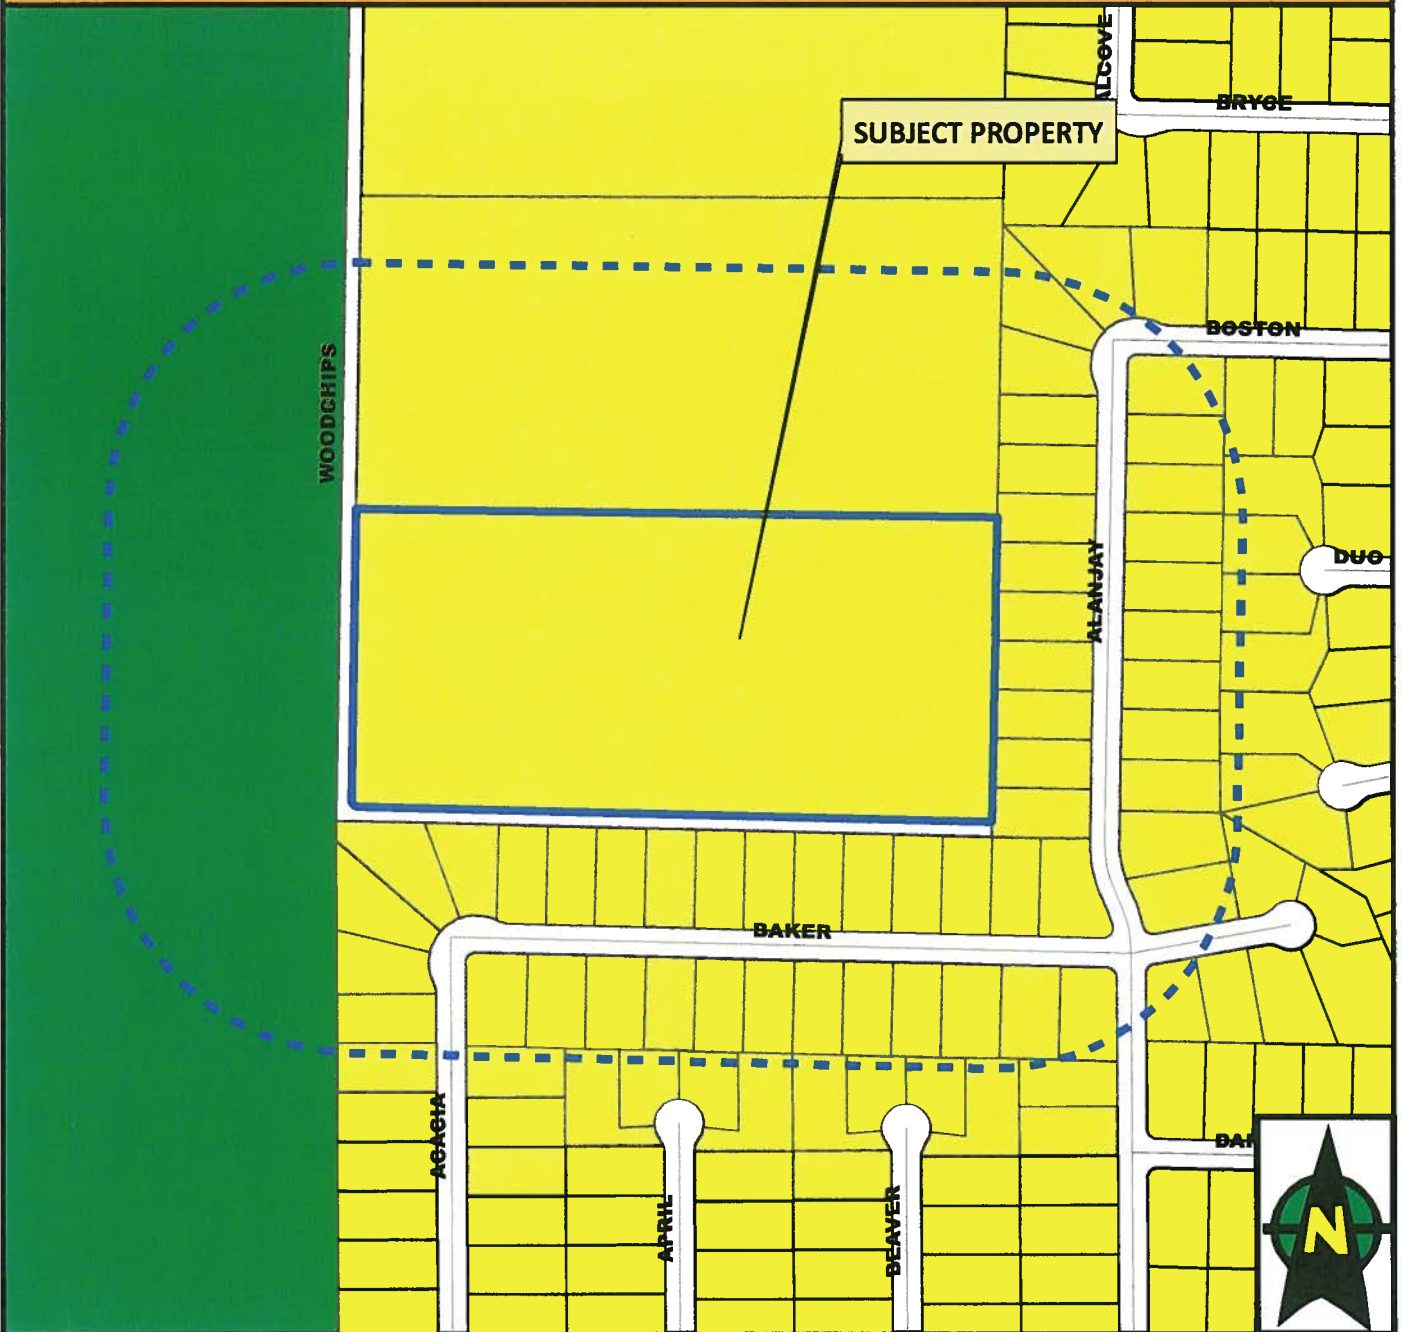 ALCOVE
BRYCE
SUBJECT PROPERTY
BOSTON
WOODCHIPS
ALANJAY
DUO
BAKER
ACACIA
APRIL
BEAVER
N